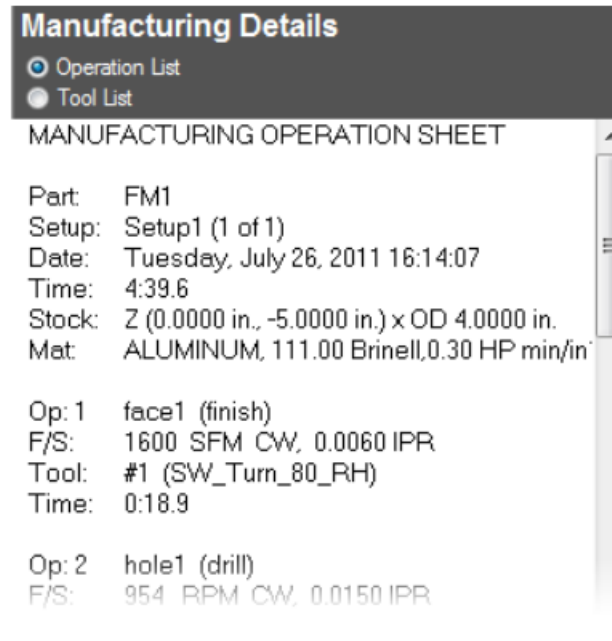 Manufacturing Details
Operation List
Tool List
MANUFACTURING OPERATION SHEET
Part: FM1
Setup: Setup1 (1 of 1)
Date: Tuesday, July 26, 2011 16:14:07
Time: 4:39.6
Stock: Z (0.0000 in., -5.0000 in.) x OD 4.0000 in.
Mat: ALUMINUM, 111.00 Brinell,0.30 HP min/in
Op: 1 face1 (finish)
F/S: 1600 SFM CW, 0.0060 IPR
Tool: #1 (SW_Turn_80_RH)
Time: 0:18.9
Op: 2 hole1 (drill)
F/S: 954 RPM CW, 0.0150 IPR